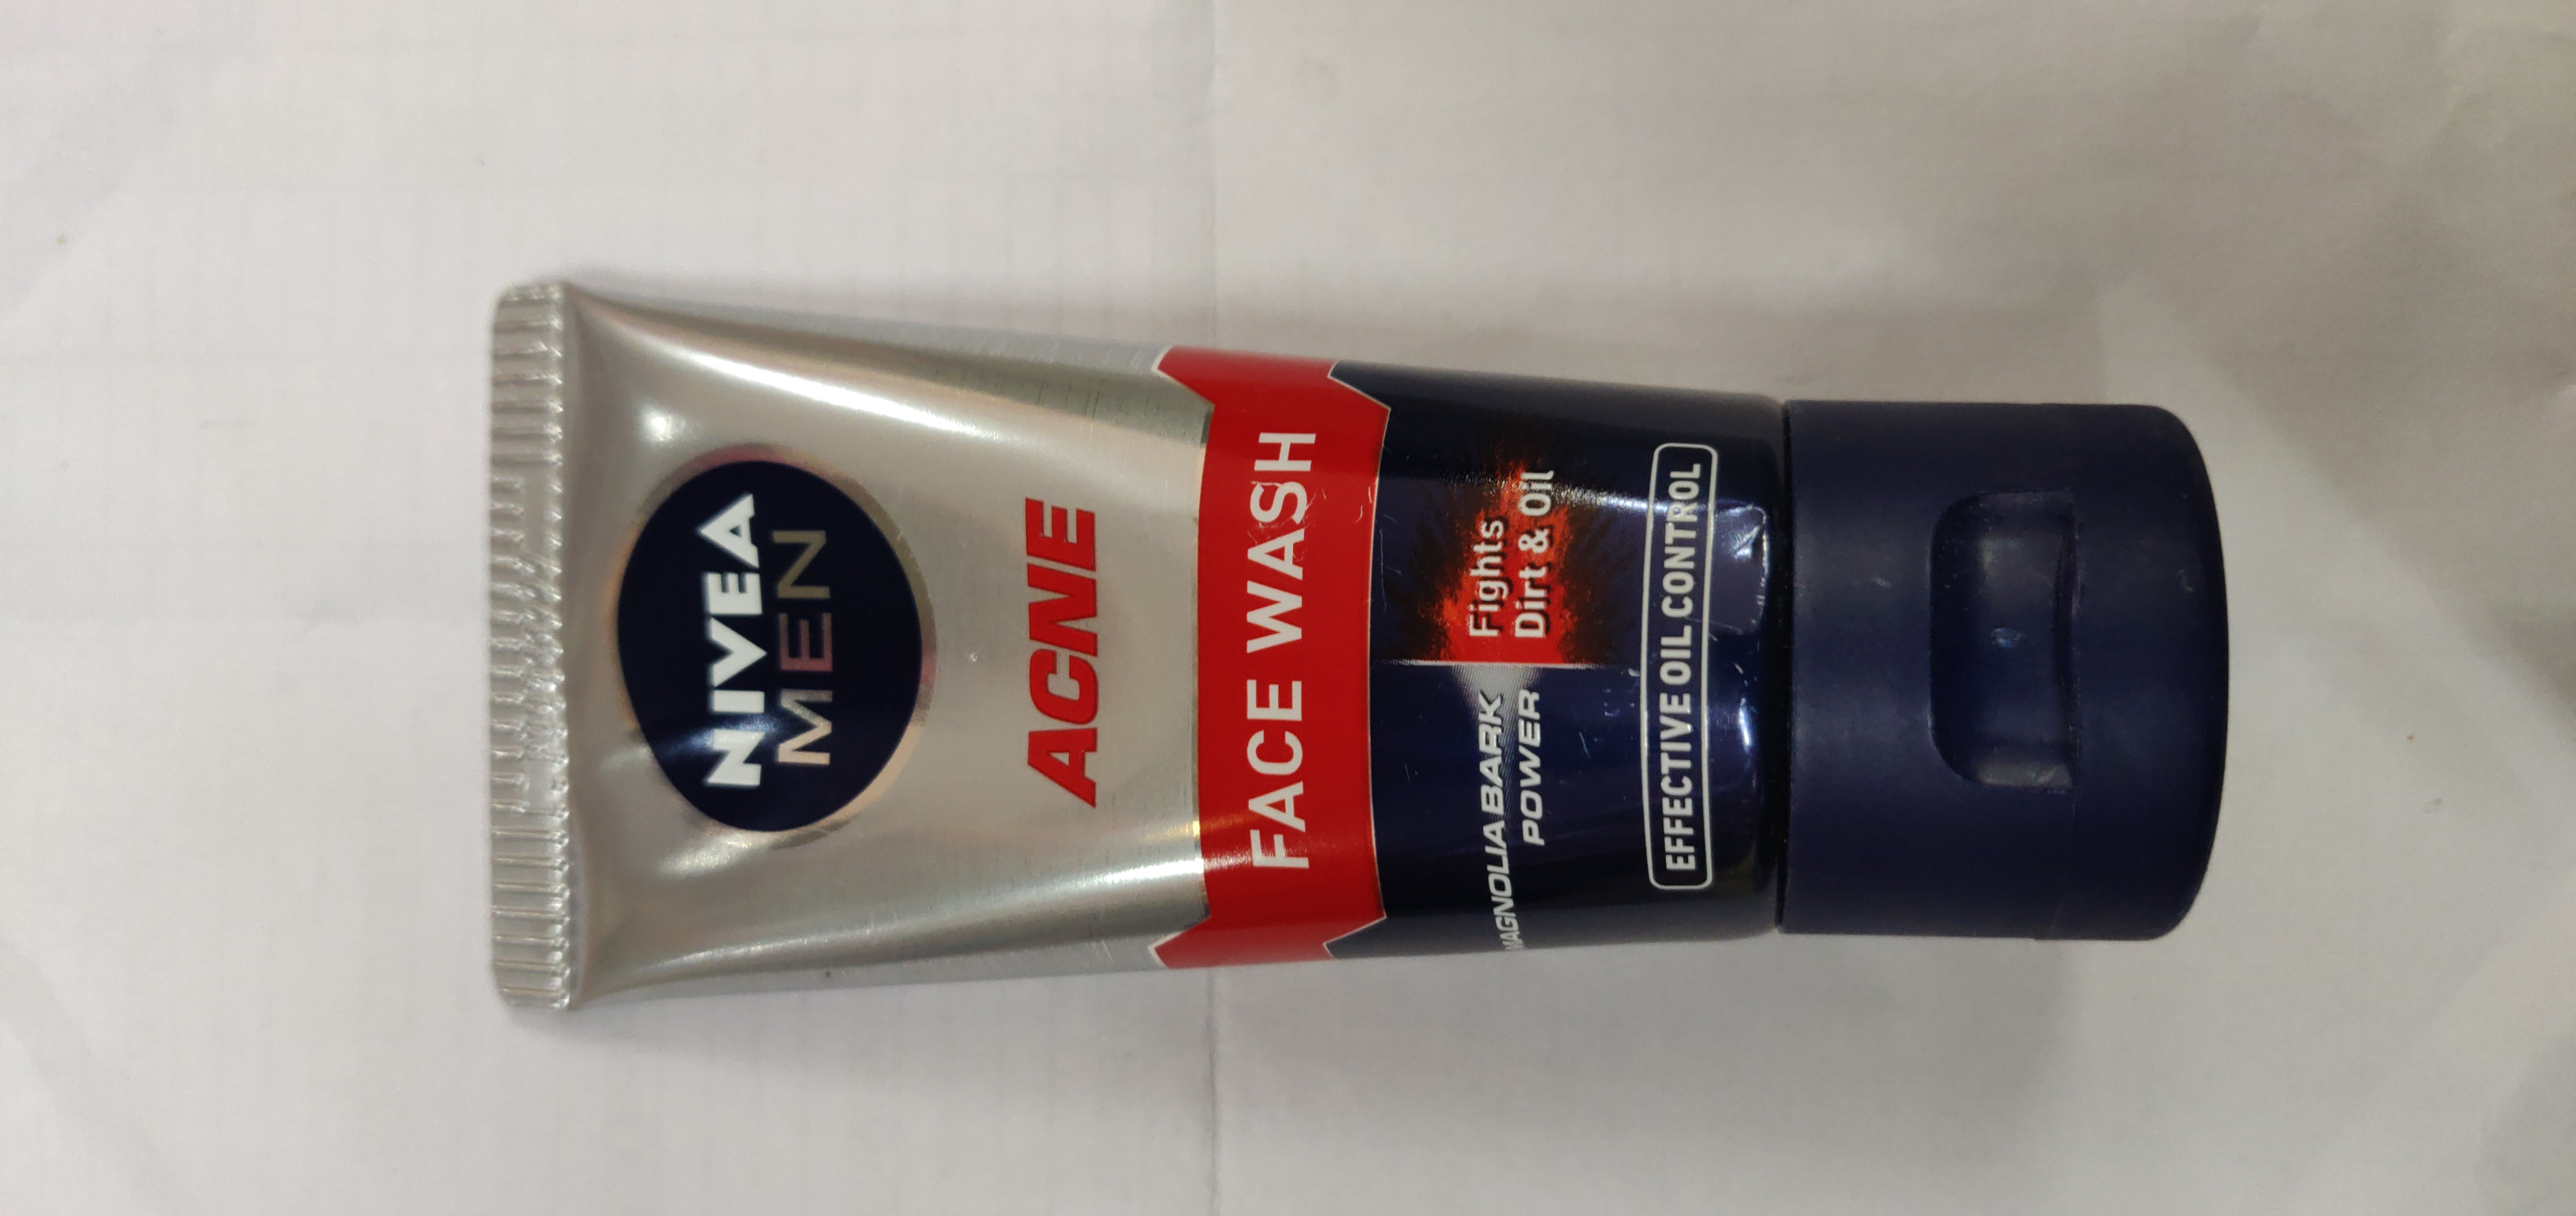 NIVEA
MEN
ACNE
FACE WASH
MAGNOLIA BARK
POWER
Fights
Dirt & Oil
EFFECTIVE OIL CONTROL